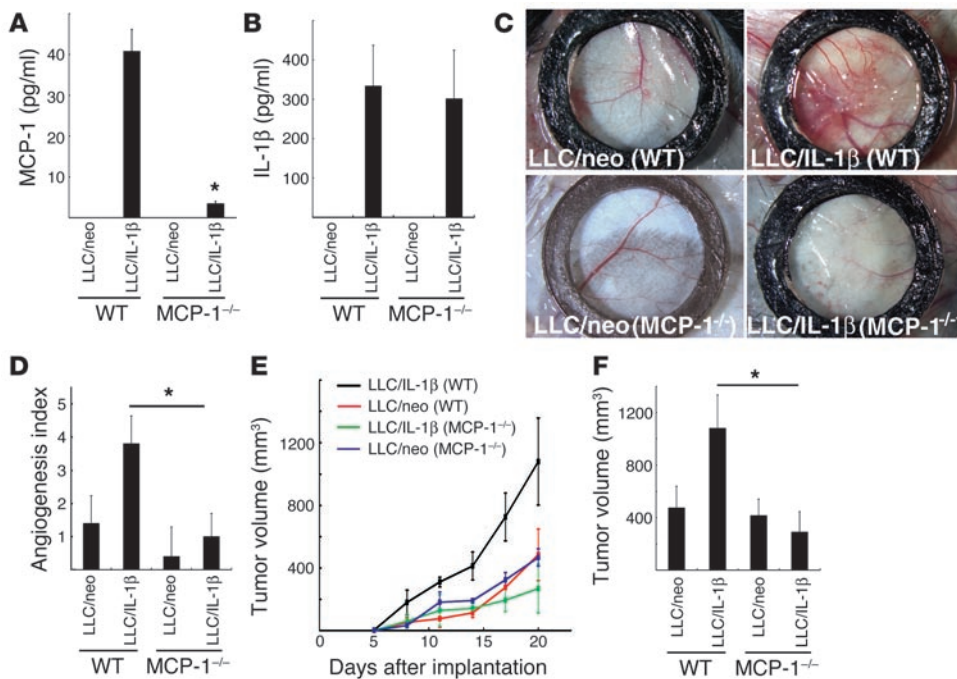 A
MCP-1 (pg/ml)
40
30
20
10
*
LLC/neo
LLC/IL-1β
LLC/neo
LLC/IL-1β
WT
MCP-1–/–
B
IL-1β (pg/ml)
400
300
200
100
LLC/neo
LLC/IL-1β
LLC/neo
LLC/IL-1β
WT
MCP-1–/–
C
LLC/neo (WT)
LLC/IL-1β (WT)
LLC/neo(MCP-1-/-)
LLC/IL-1β(MCP-1-/-
D
Angiogenesis index
5
4
3
2
1
*
LLC/neo
LLC/IL-1β
LLC/neo
LLC/IL-1β
WT
MCP-1–/–
E
LLC/IL-1β (WT)
LLC/neo (WT)
LLC/IL-1β (MCP-1–/–)
LLC/neo (MCP-1–/–)
Tumor volume (mm3)
1200
800
400
0
5
10
15
20
Days after implantation
F
Tumor volume (mm3)
1200
800
400
*
LLC/neo
LLC/IL-1β
LLC/neo
LLC/IL-1β
WT
MCP-1–/–